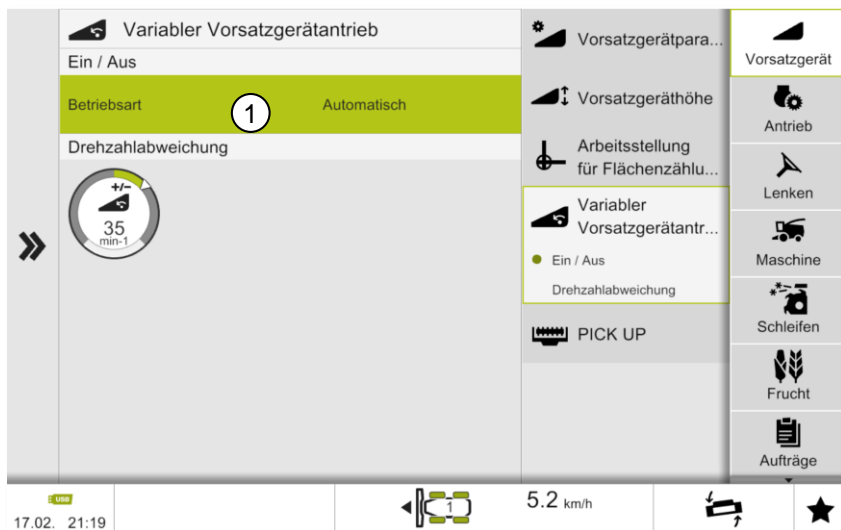 Variabler Vorsatzgerätantrieb
Ein / Aus
Betriebsart
1
Automatisch
Drehzahlabweichung
+/-
35
min-1
Vorsatzgerätpara...
Vorsatzgeräthöhe
Arbeitsstellung
für Flächenzählu...
Variabler
Vorsatzgerätantr...
Ein / Aus
Drehzahlabweichung
PICK UP
Vorsatzgerät
Antrieb
Lenken
Maschine
Schleifen
Frucht
Aufträge
USB
17.02. 21:19
1
5.2 km/h